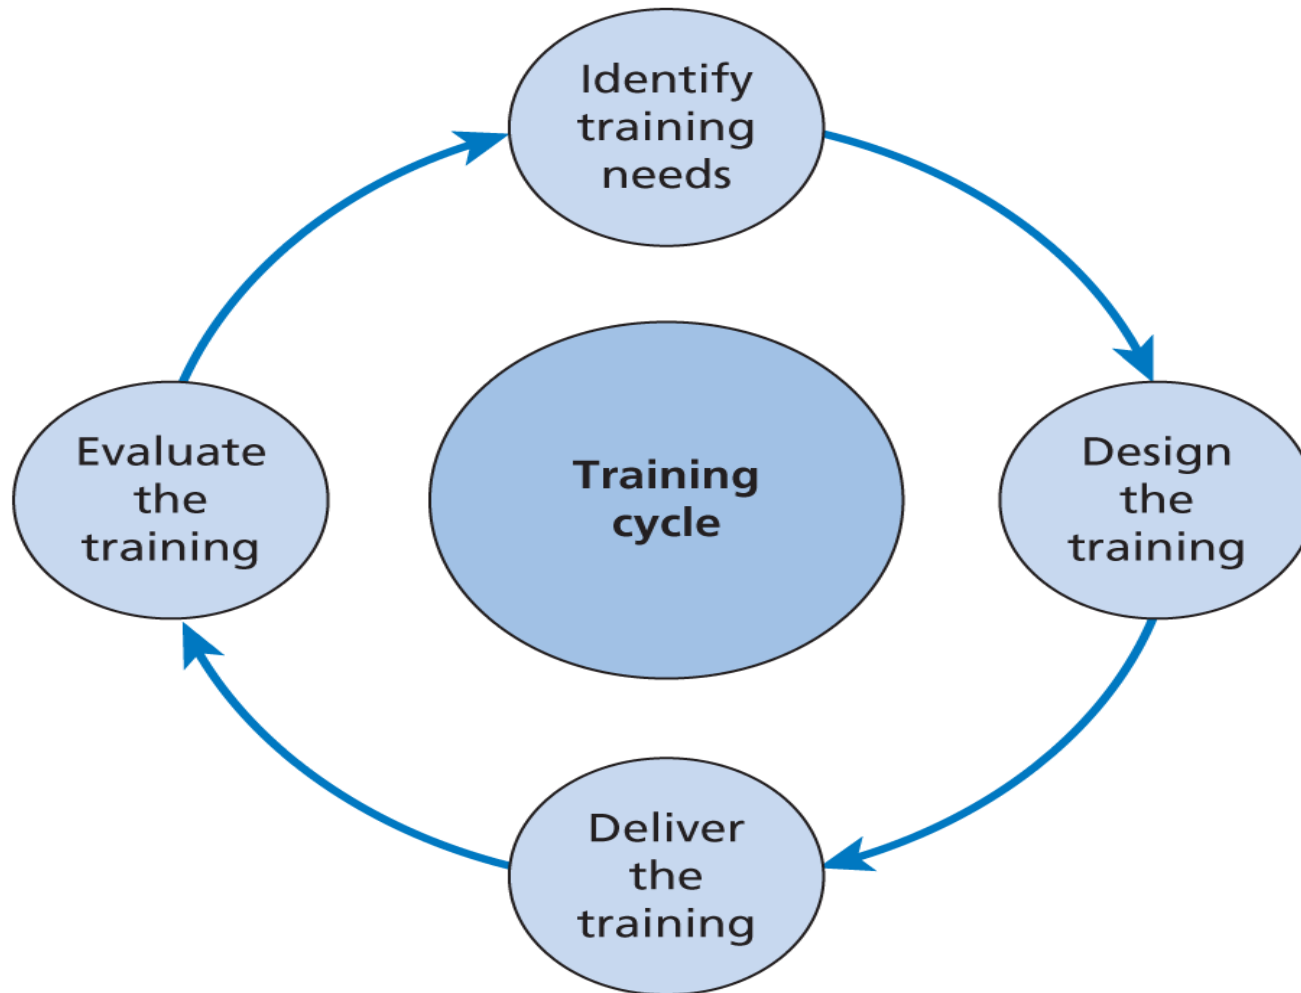 Identify
training
needs
Evaluate
the
training
Training
cycle
Design
the
training
Deliver
the
training